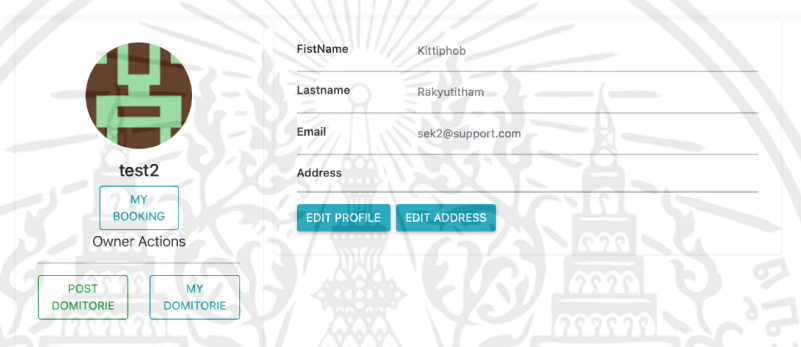 test2
MY
BOOKING
Owner Actions
POST
DOMITORIE
MY
DOMITORIE
FistName
Kittiphob
Lastname
Rakyutitham
Email
sek2@support.com
Address
EDIT PROFILE
EDIT ADDRESS